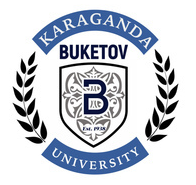 KARAGANDA
BUKETOV
B
Est. 1938
UNIVERSITY